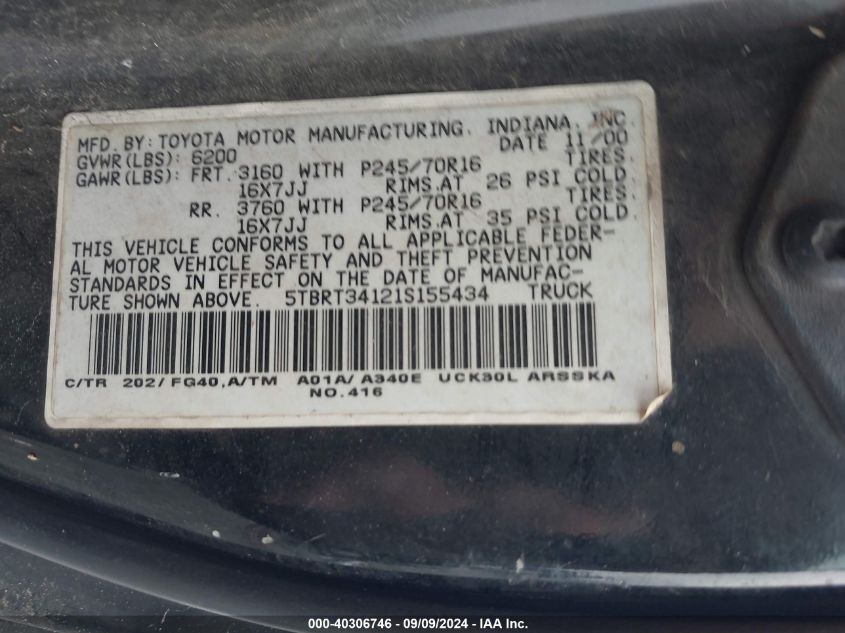 MFD. BY: TOYOTA MOTOR MANUFACTURING, INDIANA, INC.
GVWR(LBS): 6200 DATE 11/00
GAWR(LBS): FRT. 3160 WITH P245/70R16 TIRES.
16X7JJ RIMS.AT 26 PSI COLD.
RR. 3760 WITH P245/70R16 TIRES.
16X7JJ RIMS.AT 35 PSI COLD.
THIS VEHICLE CONFORMS TO ALL APPLICABLE FEDER-
AL MOTOR VEHICLE SAFETY AND THEFT PREVENTION
STANDARDS IN EFFECT ON THE DATE OF MANUFAC-
TURE SHOWN ABOVE. 5TBRT34121S155434 TRUCK
C/TR 202/FG40,A/TM A01A/A340E UCK30L ARSSKA
NO.416
000-40306746 - 09/09/2024 - IAA Inc.